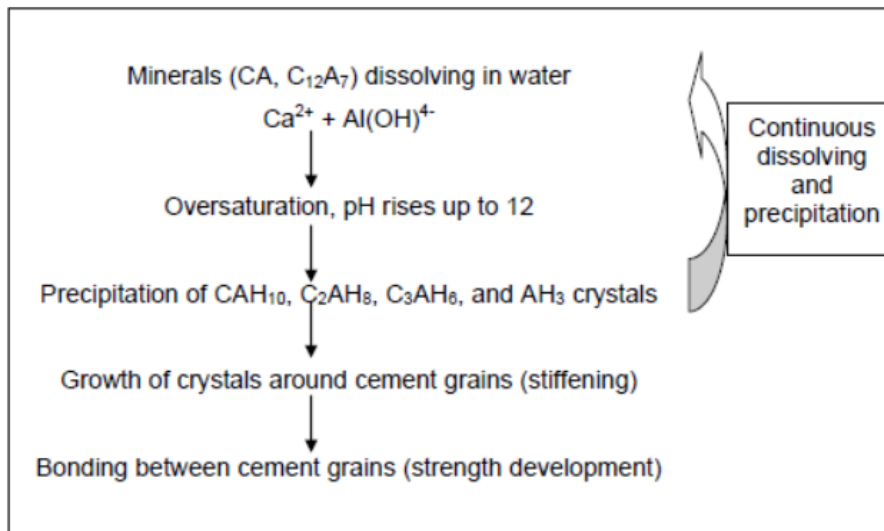 Minerals (CA, C₁₂A₇) dissolving in water
Ca²⁺ + Al(OH)⁴⁻
Oversaturation, pH rises up to 12
Precipitation of CAH₁₀, C₂AH₈, C₃AH₆, and AH₃ crystals
Growth of crystals around cement grains (stiffening)
Bonding between cement grains (strength development)
Continuous
dissolving
and
precipitation